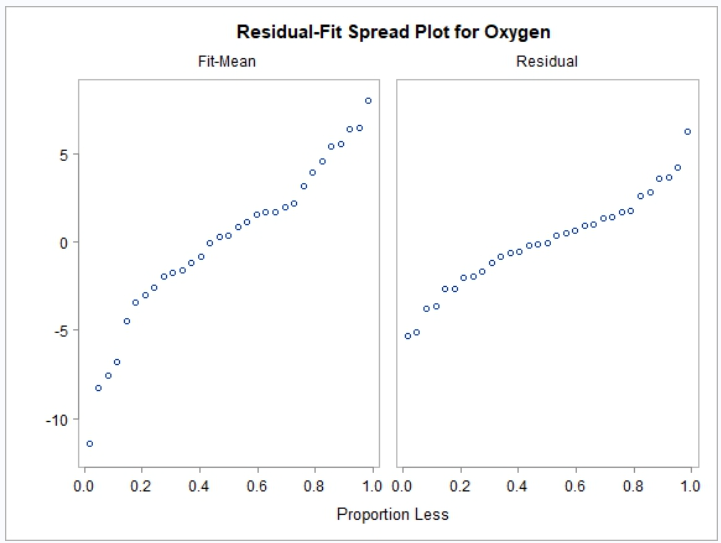 Residual-Fit Spread Plot for Oxygen
Fit-Mean Residual
5
0
-5
-10
0.0 0.2 0.4 0.6 0.8 1.0 0.0 0.2 0.4 0.6 0.8 1.0
Proportion Less